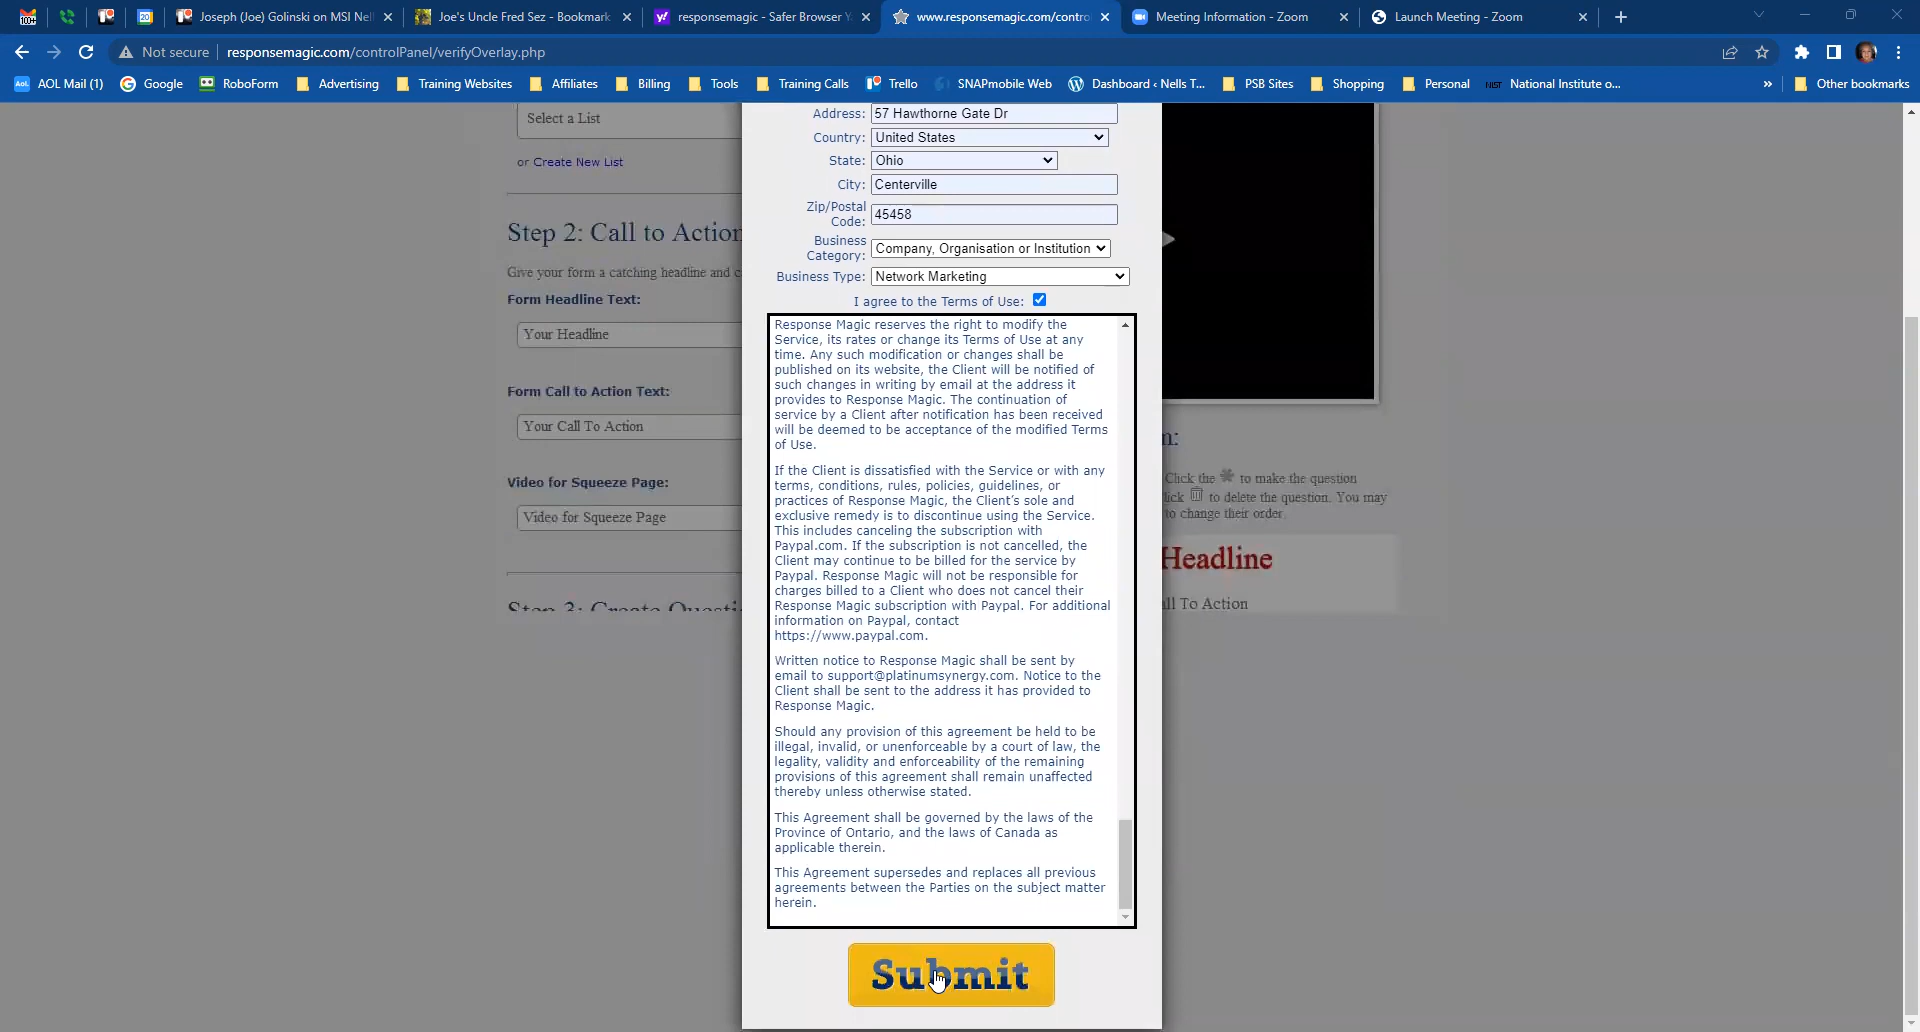 100+
20
Joseph (Joe) Golinski on MSI Nel
Joe's Uncle Fred Sez - Bookmark
responsemagic - Safer Browser Y
www.responsemagic.com/contro
Meeting Information - Zoom
Launch Meeting - Zoom
Not secure
responsemagic.com/controlPanel/verifyOverlay.php
Aol. AOL Mail (1)
Google
RoboForm
Advertising
Training Websites
Affiliates
Billing
Tools
Training Calls
Trello
SNAPmobile Web
Dashboard ‹ Nells T...
PSB Sites
Shopping
Personal
NIST National Institute o...
»
Other bookmarks
Select a List
or Create New List
Step 2: Call to Action
Give your form a catching headline and c
Form Headline Text:
Your Headline
Form Call to Action Text:
Your Call To Action
Video for Squeeze Page:
Video for Squeeze Page
Step 3: Create Questi
Address: 57 Hawthorne Gate Dr
Country: United States
State: Ohio
City: Centerville
Zip/Postal
Code: 45458
Business
Category: Company, Organisation or Institution
Business Type: Network Marketing
I agree to the Terms of Use:
Response Magic reserves the right to modify the
Service, its rates or change its Terms of Use at any
time. Any such modification or changes shall be
published on its website, the Client will be notified of
such changes in writing by email at the address it
provides to Response Magic. The continuation of
service by a Client after notification has been received
will be deemed to be acceptance of the modified Terms
of Use.
If the Client is dissatisfied with the Service or with any
terms, conditions, rules, policies, guidelines, or
practices of Response Magic, the Client's sole and
exclusive remedy is to discontinue using the Service.
This includes canceling the subscription with
Paypal.com. If the subscription is not cancelled, the
Client may continue to be billed for the service by
Paypal. Response Magic will not be responsible for
charges billed to a Client who does not cancel their
Response Magic subscription with Paypal. For additional
information on Paypal, contact
https://www.paypal.com.
Written notice to Response Magic shall be sent by
email to support@platinumsynergy.com. Notice to the
Client shall be sent to the address it has provided to
Response Magic.
Should any provision of this agreement be held to be
illegal, invalid, or unenforceable by a court of law, the
legality, validity and enforceability of the remaining
provisions of this agreement shall remain unaffected
thereby unless otherwise stated.
This Agreement shall be governed by the laws of the
Province of Ontario, and the laws of Canada as
applicable therein.
This Agreement supersedes and replaces all previous
agreements between the Parties on the subject matter
herein.
Submit
m:
Click the to make the question
lick to delete the question. You may
to change their order
Headline
ll To Action